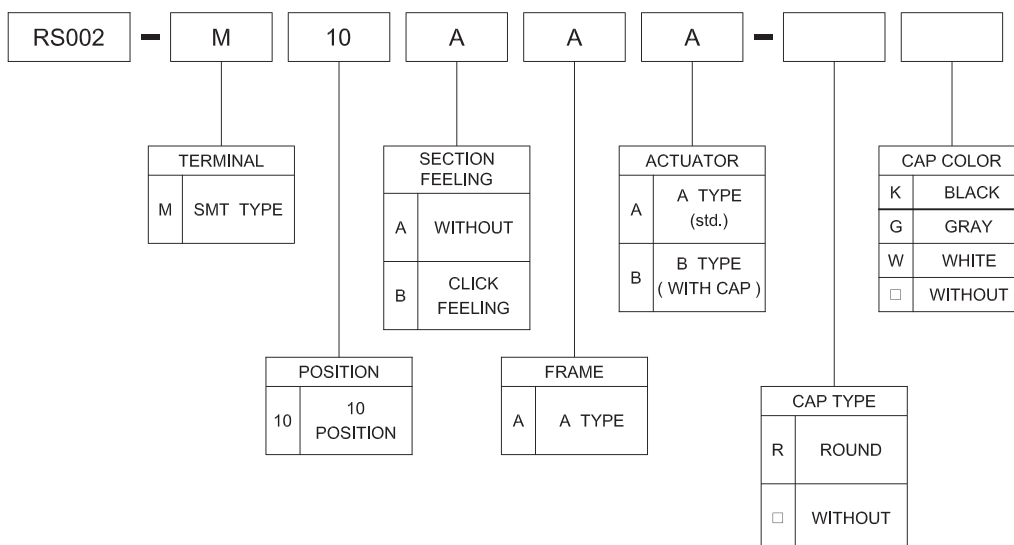 RS002 - M 10 A A A -
TERMINAL
M SMT TYPE
SECTION
FEELING
A WITHOUT
B CLICK
FEELING
ACTUATOR
A A TYPE
(std.)
B B TYPE
( WITH CAP )
CAP COLOR
K BLACK
G GRAY
W WHITE
□ WITHOUT
POSITION
10 10
POSITION
FRAME
A A TYPE
CAP TYPE
R ROUND
□ WITHOUT